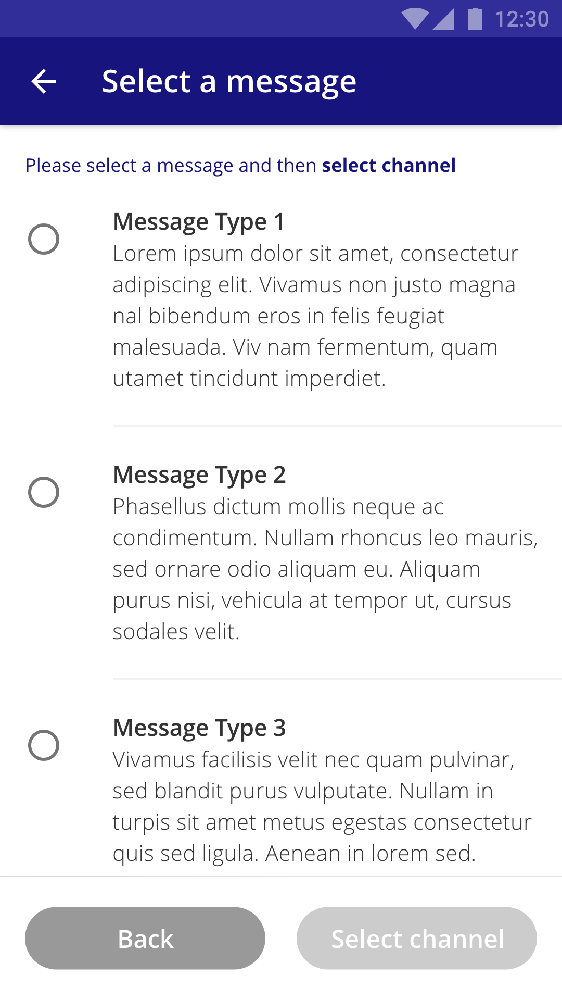 12:30
Select a message
Please select a message and then select channel
Message Type 1
Lorem ipsum dolor sit amet, consectetur
adipiscing elit. Vivamus non justo magna
nal bibendum eros in felis feugiat
malesuada. Viv nam fermentum, quam
utamet tincidunt imperdiet.
Message Type 2
Phasellus dictum mollis neque ac
condimentum. Nullam rhoncus leo mauris,
sed ornare odio aliquam eu. Aliquam
purus nisi, vehicula at tempor ut, cursus
sodales velit.
Message Type 3
Vivamus facilisis velit nec quam pulvinar,
sed blandit purus vulputate. Nullam in
turpis sit amet metus egestas consectetur
quis sed ligula. Aenean in lorem sed.
Back
Select channel